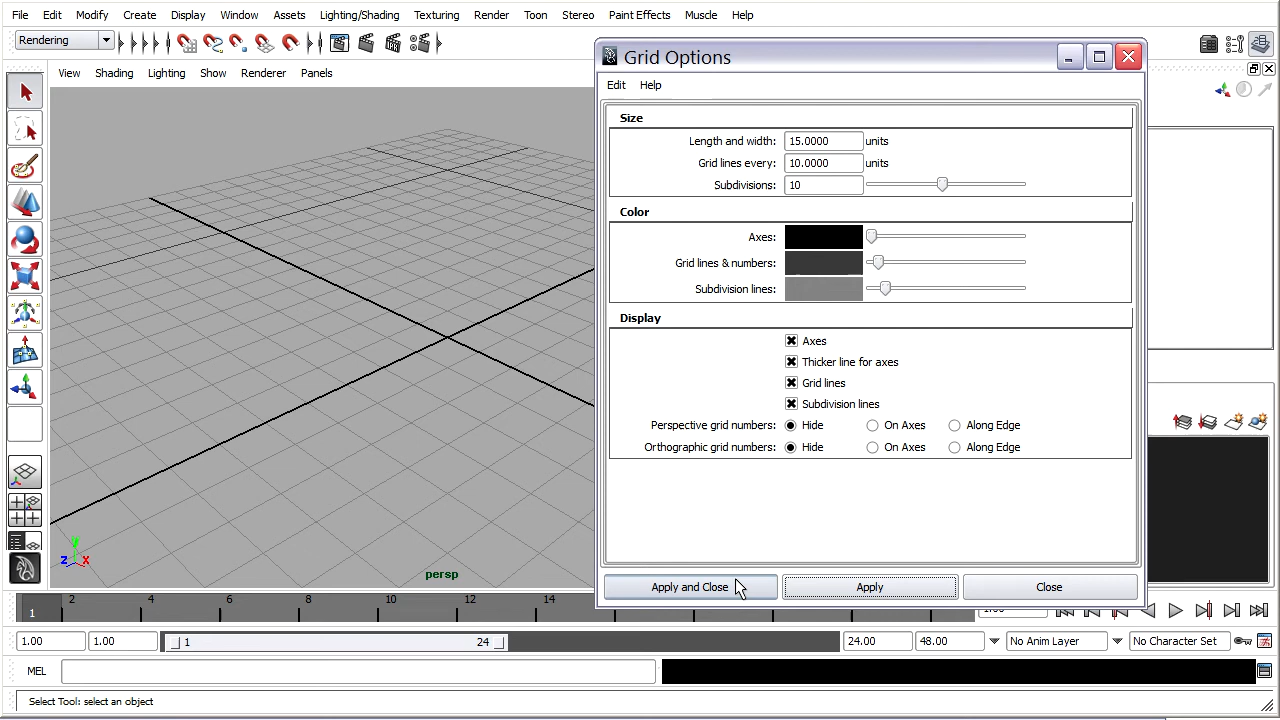 File Edit Modify Create Display Window Assets Lighting/Shading Texturing Render Toon Stereo Paint Effects Muscle Help
Rendering
Grid Options
View Shading Lighting Show Renderer Panels
Edit Help
Size
Length and width: 15.0000 units
Grid lines every: 10.0000 units
Subdivisions: 10
Color
Axes:
Grid lines & numbers:
Subdivision lines:
Display
Axes
Thicker line for axes
Grid lines
Subdivision lines
Perspective grid numbers: Hide On Axes Along Edge
Orthographic grid numbers: Hide On Axes Along Edge
y
z x
persp
Apply and Close Apply Close
1 2 4 6 8 10 12 14
1.00 1.00 1 24 24.00 48.00 No Anim Layer No Character Set
MEL
Select Tool: select an object